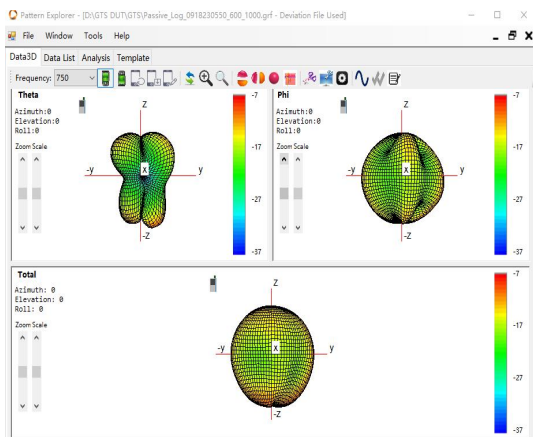 Pattern Explorer - [D:\GTS DUT\GTS\Passive_Log_0918230550_600_1000.grf - Deviation File Used]
File Window Tools Help
Data3D Data List Analysis Template
Frequency: 750
Theta
Azimuth:0
Elevation:0
Roll:0
Zoom Scale
Z
-y
X
y
-Z
-7
-17
-27
-37
Phi
Azimuth:0
Elevation:0
Roll:0
Zoom Scale
Z
-y
X
y
-Z
-7
-17
-27
-37
Total
Azimuth: 0
Elevation: 0
Roll: 0
Zoom Scale
Z
-y
X
y
-Z
-7
-17
-27
-37